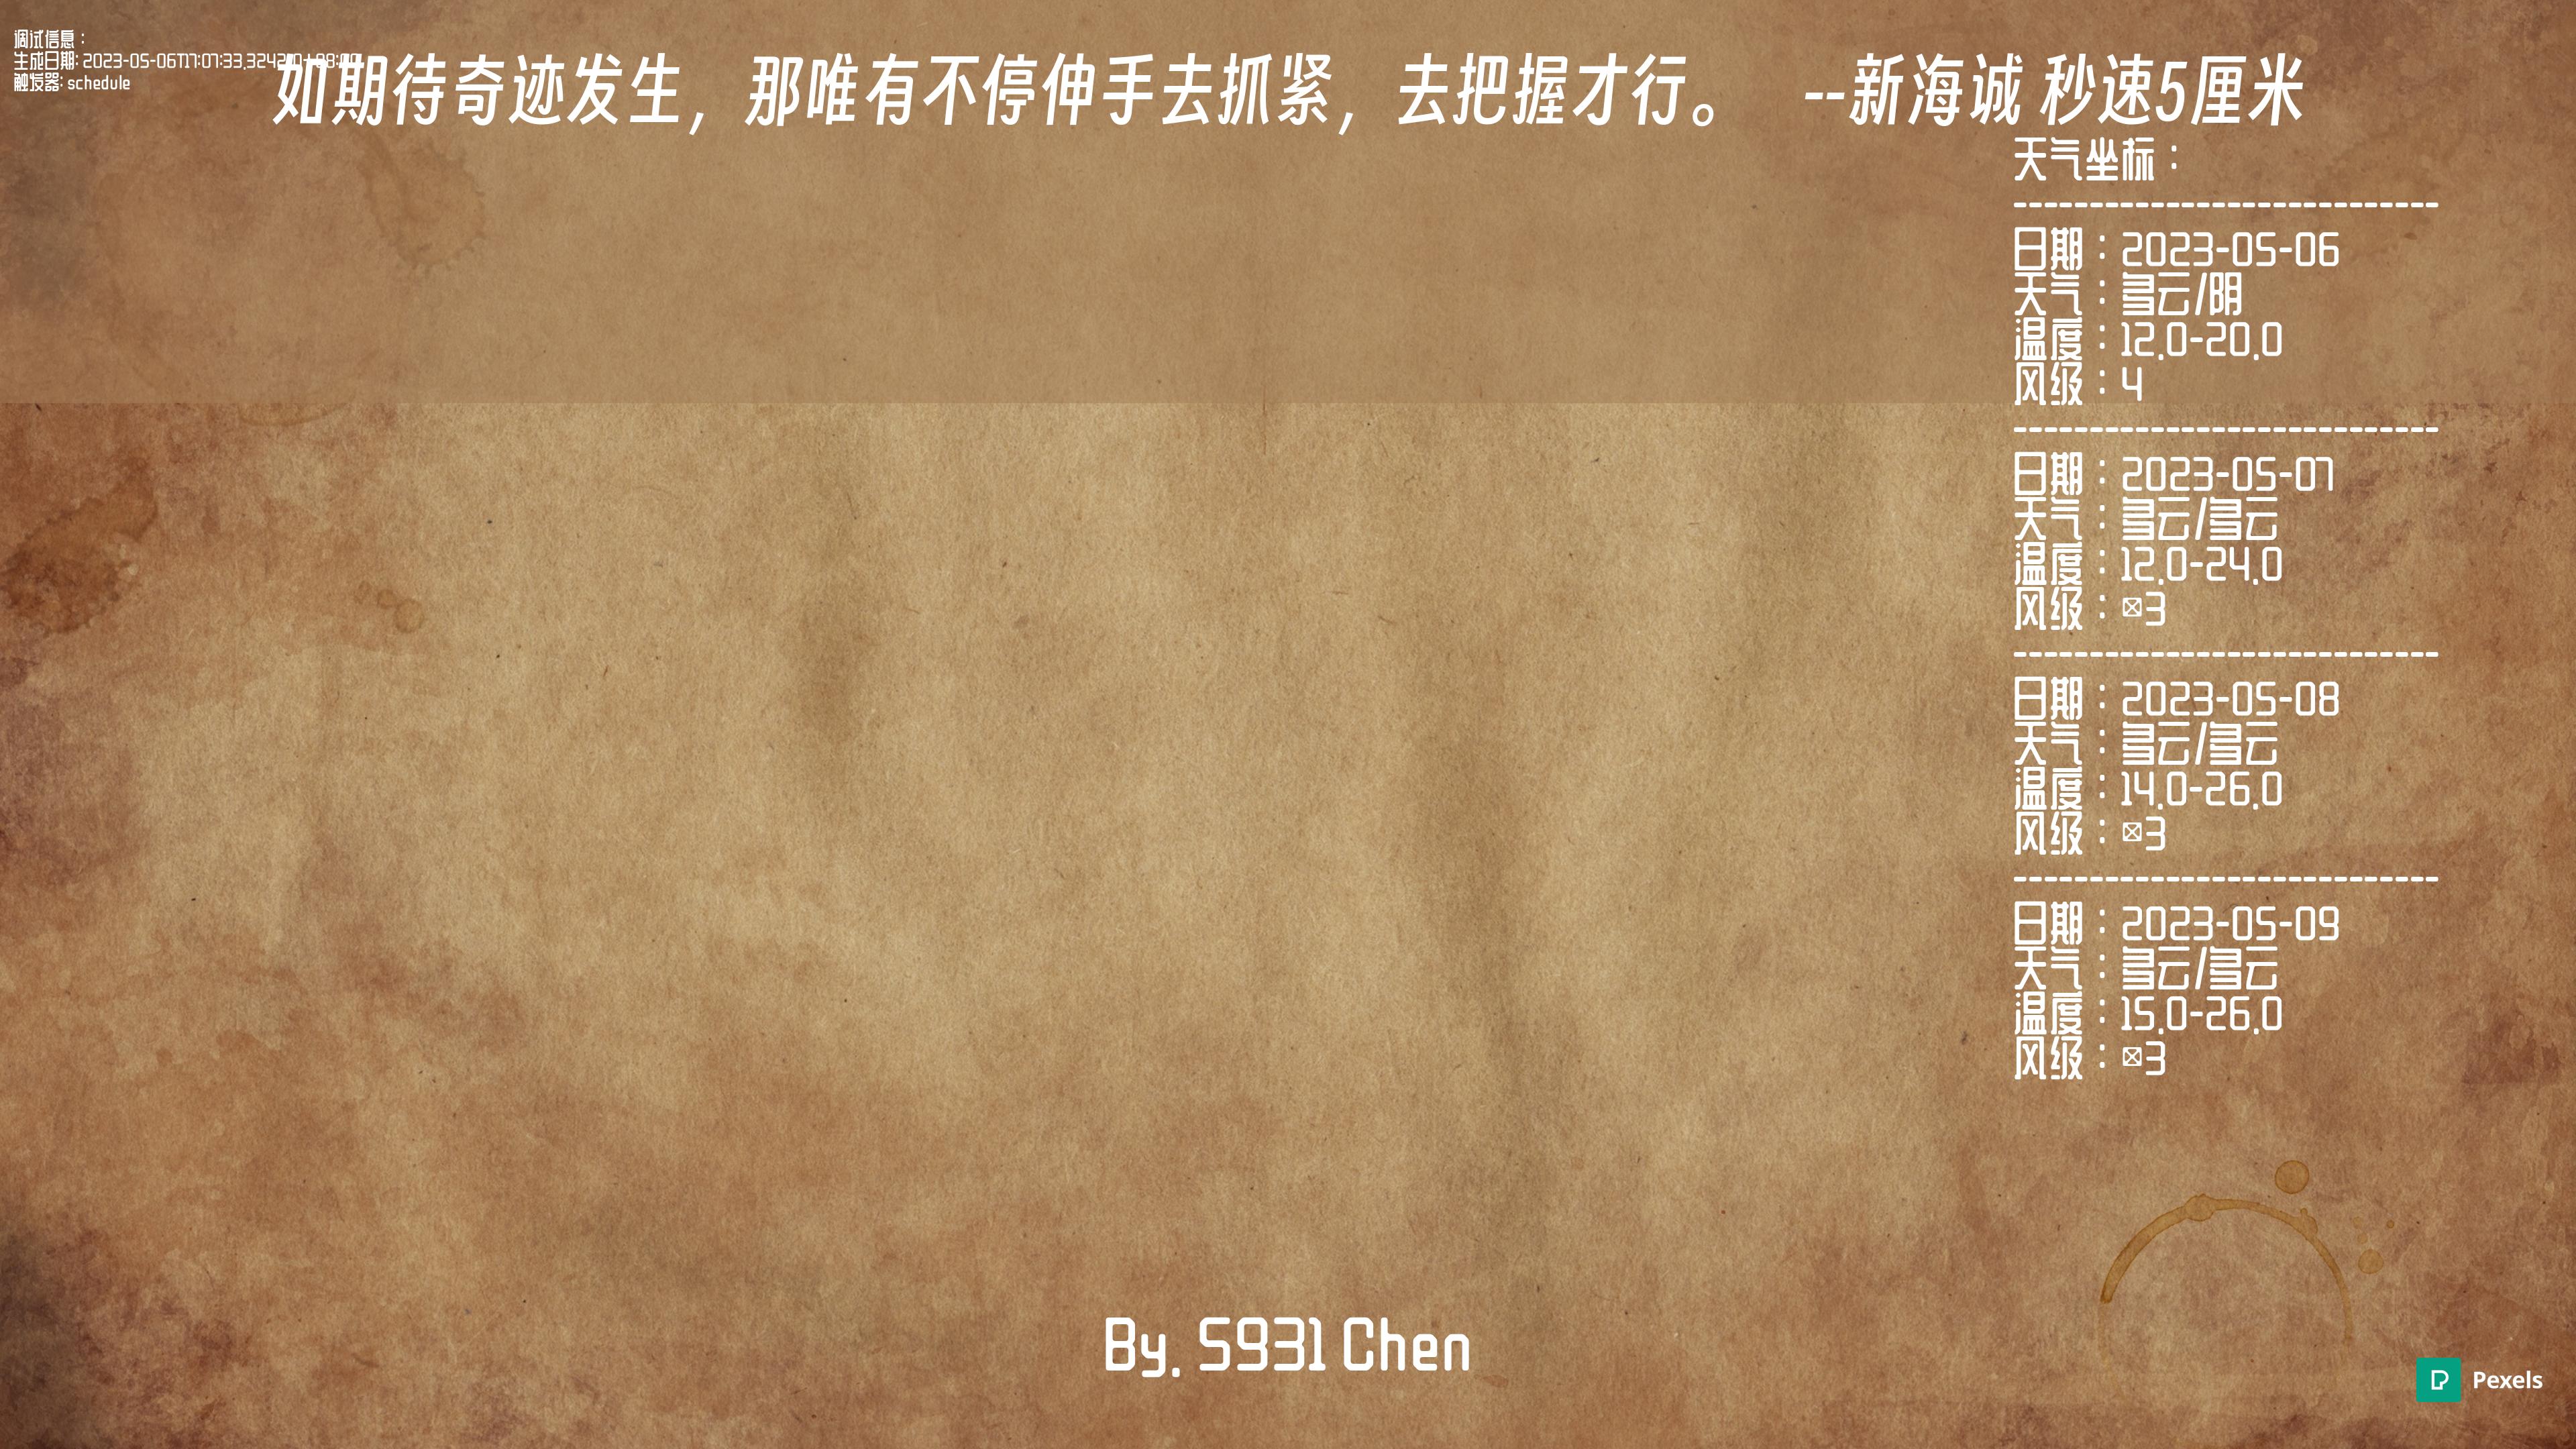 调试信息：
生成日期: 2023-05-06T17:07:33.3242
触发器: schedule
如期待奇迹发生，那唯有不停伸手去抓紧，去把握才行。 --新海诚 秒速5厘米
天气坐标：
----------------------------
日期：2023-05-06
天气：多云/阴
温度：12.0-20.0
风级：4
----------------------------
日期：2023-05-07
天气：多云/多云
温度：12.0-24.0
风级：☒3
----------------------------
日期：2023-05-08
天气：多云/多云
温度：14.0-26.0
风级：☒3
----------------------------
日期：2023-05-09
天气：多云/多云
温度：15.0-26.0
风级：☒3
By. S931 Chen
Pexels